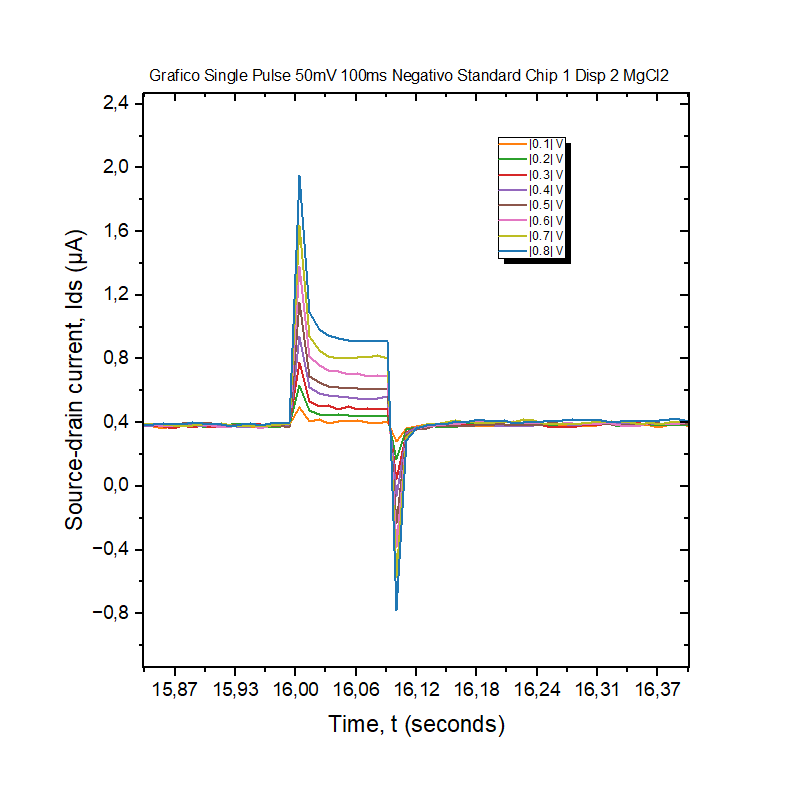 Grafico Single Pulse 50mV 100ms Negativo Standard Chip 1 Disp 2 MgCl2
2,4
2,0
1,6
1,2
0,8
0,4
0,0
−0,4
−0,8
Source-drain current, Ids (µA)
|0.1| V
|0.2| V
|0.3| V
|0.4| V
|0.5| V
|0.6| V
|0.7| V
|0.8| V
15,87 15,93 16,00 16,06 16,12 16,18 16,24 16,31 16,37
Time, t (seconds)